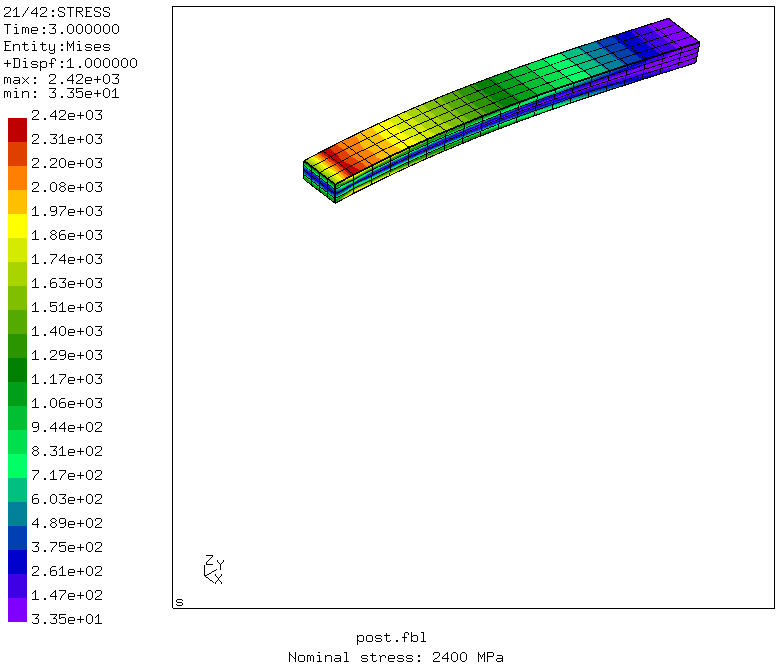 21/42:STRESS
Time:3.000000
Entity:Mises
+Dispf:1.000000
max: 2.42e+03
min: 3.35e+01
2.42e+03
2.31e+03
2.20e+03
2.08e+03
1.97e+03
1.86e+03
1.74e+03
1.63e+03
1.51e+03
1.40e+03
1.29e+03
1.17e+03
1.06e+03
9.44e+02
8.31e+02
7.17e+02
6.03e+02
4.89e+02
3.75e+02
2.61e+02
1.47e+02
3.35e+01
Z
Y
X
s
post.fbl
Nominal stress: 2400 MPa